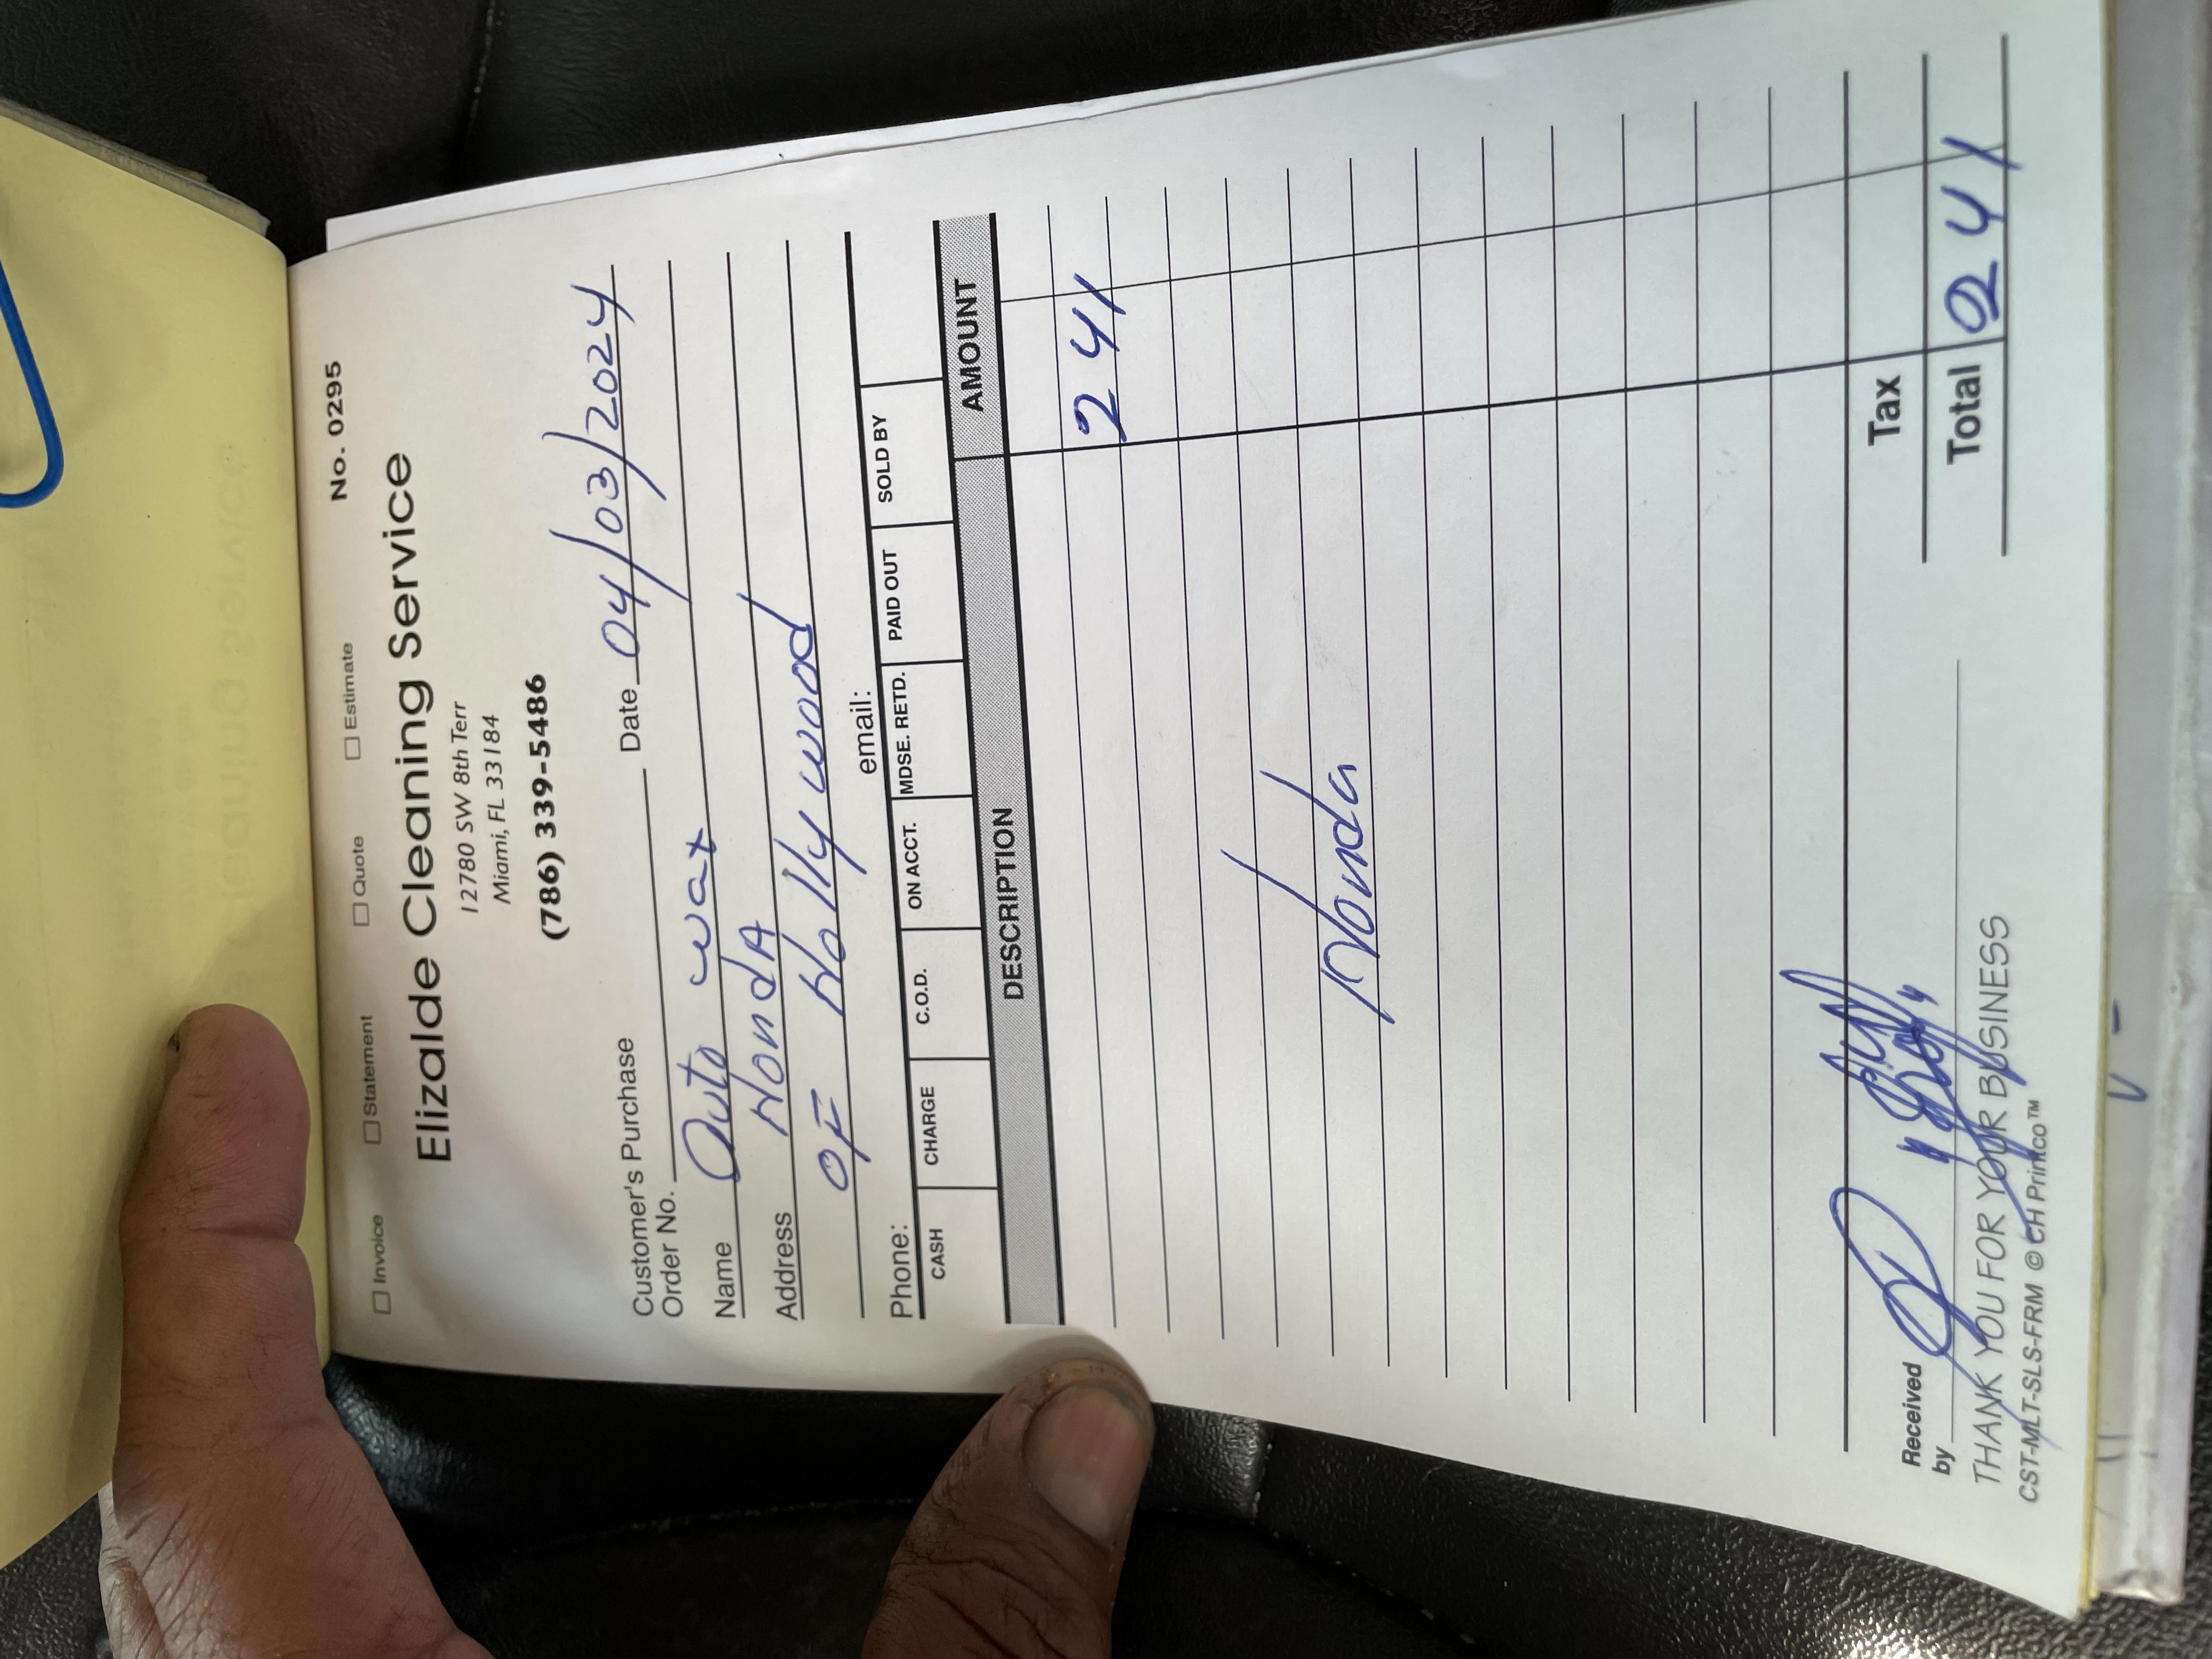 No. 0295
Invoice Statement Quote Estimate
Elizalde Cleaning Service
12780 SW 8th Terr
Miami, FL 33184
(786) 339-5486
Customer's Purchase
Order No. Date 04/03/2024
Name Auto wax
Address HondA
OF Hollywood
Phone: email:
CASH CHARGE C.O.D. ON ACCT. MDSE. RETD. PAID OUT SOLD BY
DESCRIPTION AMOUNT
241
Honda
Tax
Received
by Total 241
THANK YOU FOR YOUR BUSINESS
CST-MLT-SLS-FRM © CH Printco™